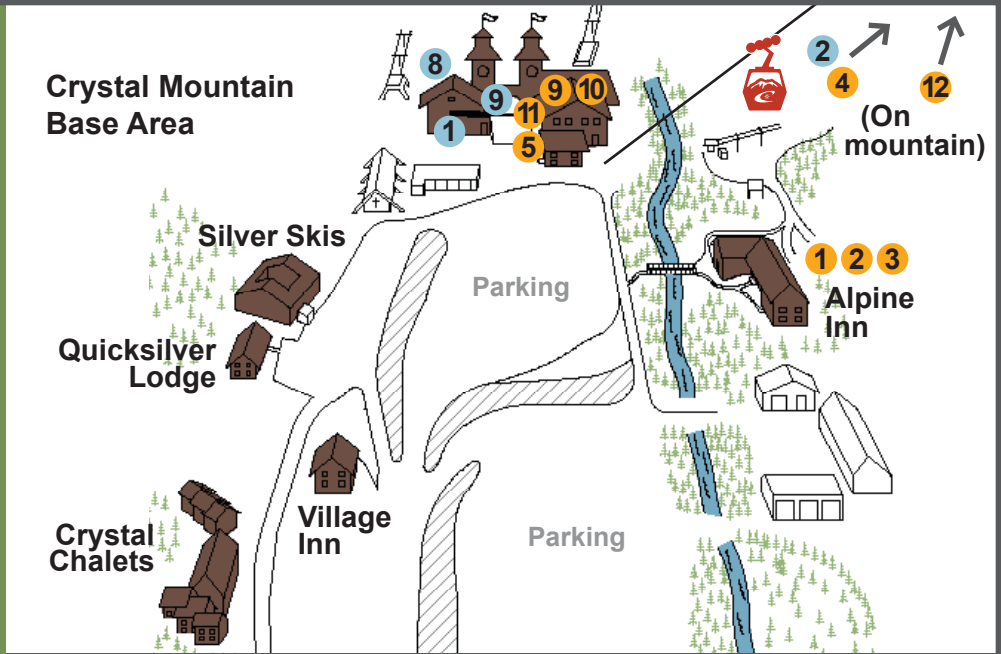 Crystal Mountain
Base Area
8
9
1
9
10
11
5
2
4
12
(On
mountain)
Silver Skis
Parking
1 2 3
Alpine
Inn
Quicksilver
Lodge
Village
Inn
Parking
Crystal
Chalets